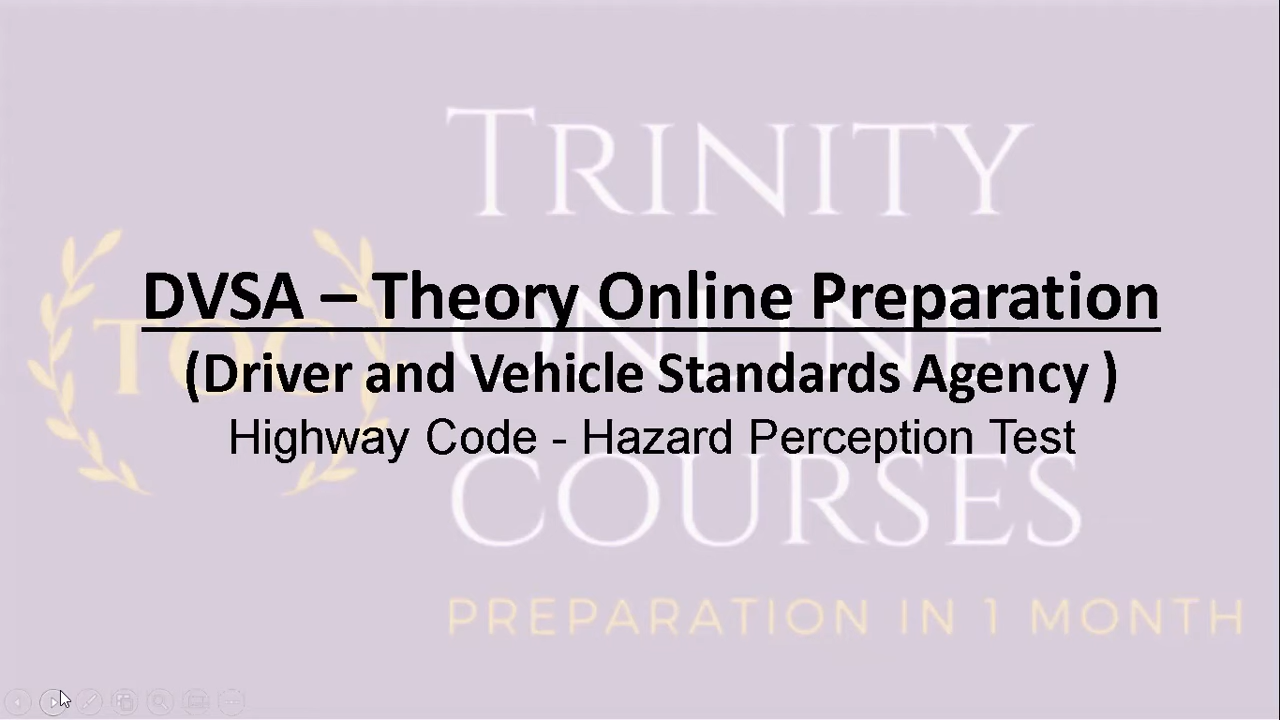 TRINITY
DVSA – Theory Online Preparation
TOC
ONLINE
(Driver and Vehicle Standards Agency )
Highway Code - Hazard Perception Test
COURSES
PREPARATION IN 1 MONTH